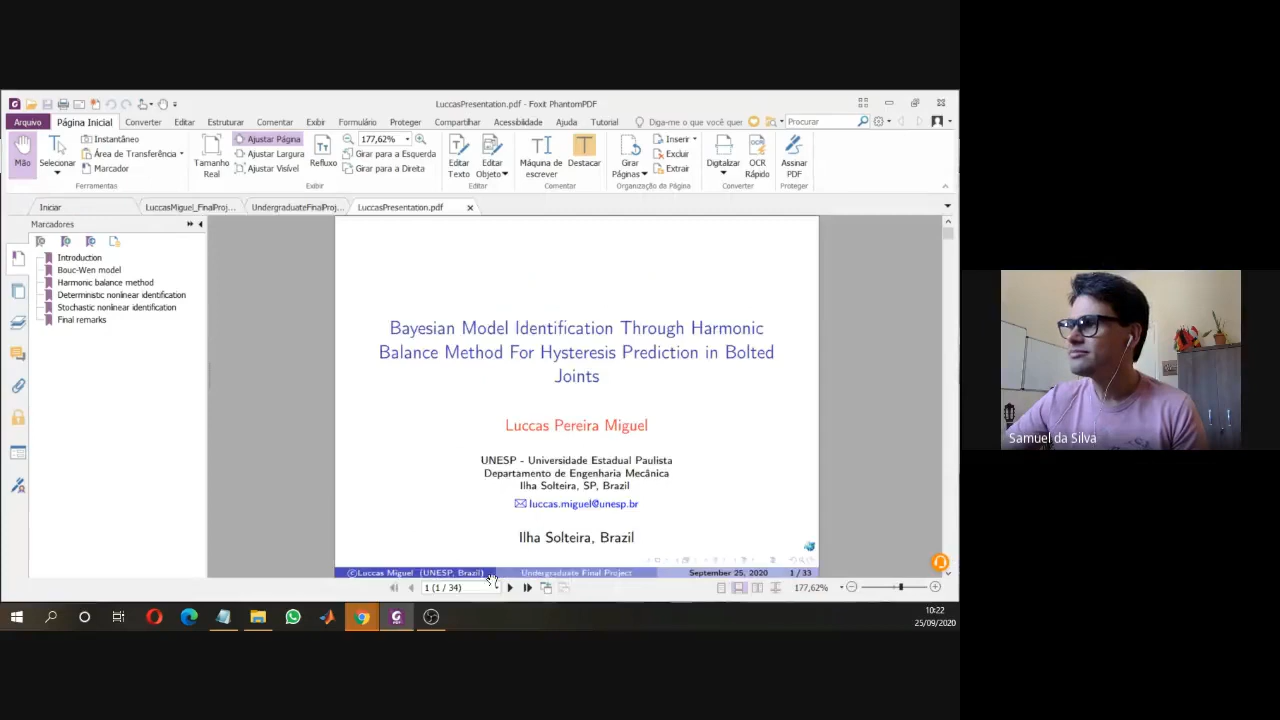 LuccasPresentation.pdf - Foxit PhantomPDF
Arquivo Página Inicial Converter Editar Estruturar Comentar Exibir Formulário Proteger Compartilhar Acessibilidade Ajuda Tutorial Diga-me o que você quer Procurar
Mão
Selecionar
Instantâneo
Área de Transferência
Marcador
Ferramentas
Tamanho Real
Ajustar Página
Ajustar Largura
Ajustar Visível
Refluxo
177,62%
Girar para a Esquerda
Girar para a Direita
Exibir
Editar Texto
Editar Objeto
Editar
Máquina de escrever
Destacar
Comentar
Girar Páginas
Inserir
Excluir
Extrair
Organização da Página
Digitalizar
OCR Rápido
Converter
Assinar PDF
Proteger
Iniciar LuccasMiguel_FinalProj... UndergraduateFinalProj... LuccasPresentation.pdf
Marcadores
Introduction
Bouc-Wen model
Harmonic balance method
Deterministic nonlinear identification
Stochastic nonlinear identification
Final remarks
Bayesian Model Identification Through Harmonic
Balance Method For Hysteresis Prediction in Bolted
Joints
Luccas Pereira Miguel
UNESP - Universidade Estadual Paulista
Departamento de Engenharia Mecânica
Ilha Solteira, SP, Brazil
luccas.miguel@unesp.br
Ilha Solteira, Brazil
©Luccas Miguel (UNESP, Brazil) Undergraduate Final Project September 25, 2020 1 / 33
1 (1 / 34) 177,62%
10:22
25/09/2020
Samuel da Silva